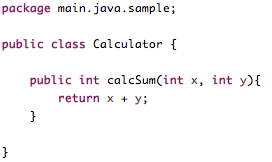 package main.java.sample;
public class Calculator {
public int calcSum(int x, int y){
return x + y;
}
}